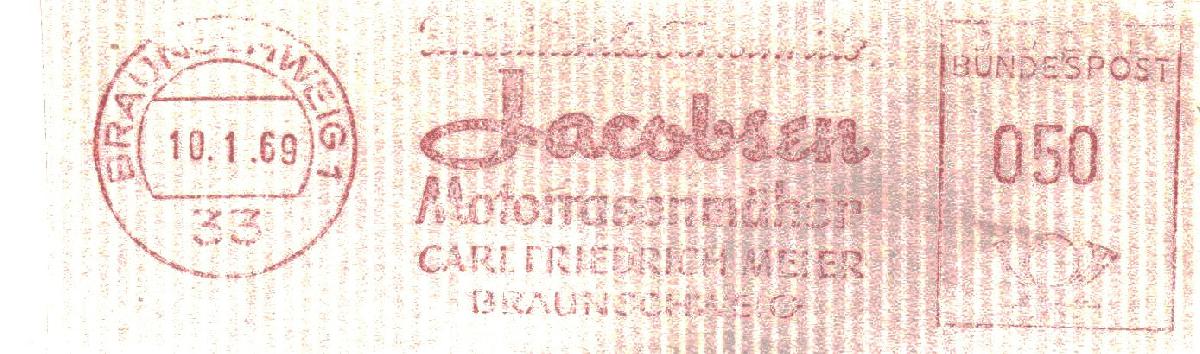 BRAUNSCHWEIG 1
10.1.69
33
Jacobsen
Motorrasenmäher
CARL FRIEDRICH MEIER
BRAUNSCHWEIG
BUNDESPOST
050